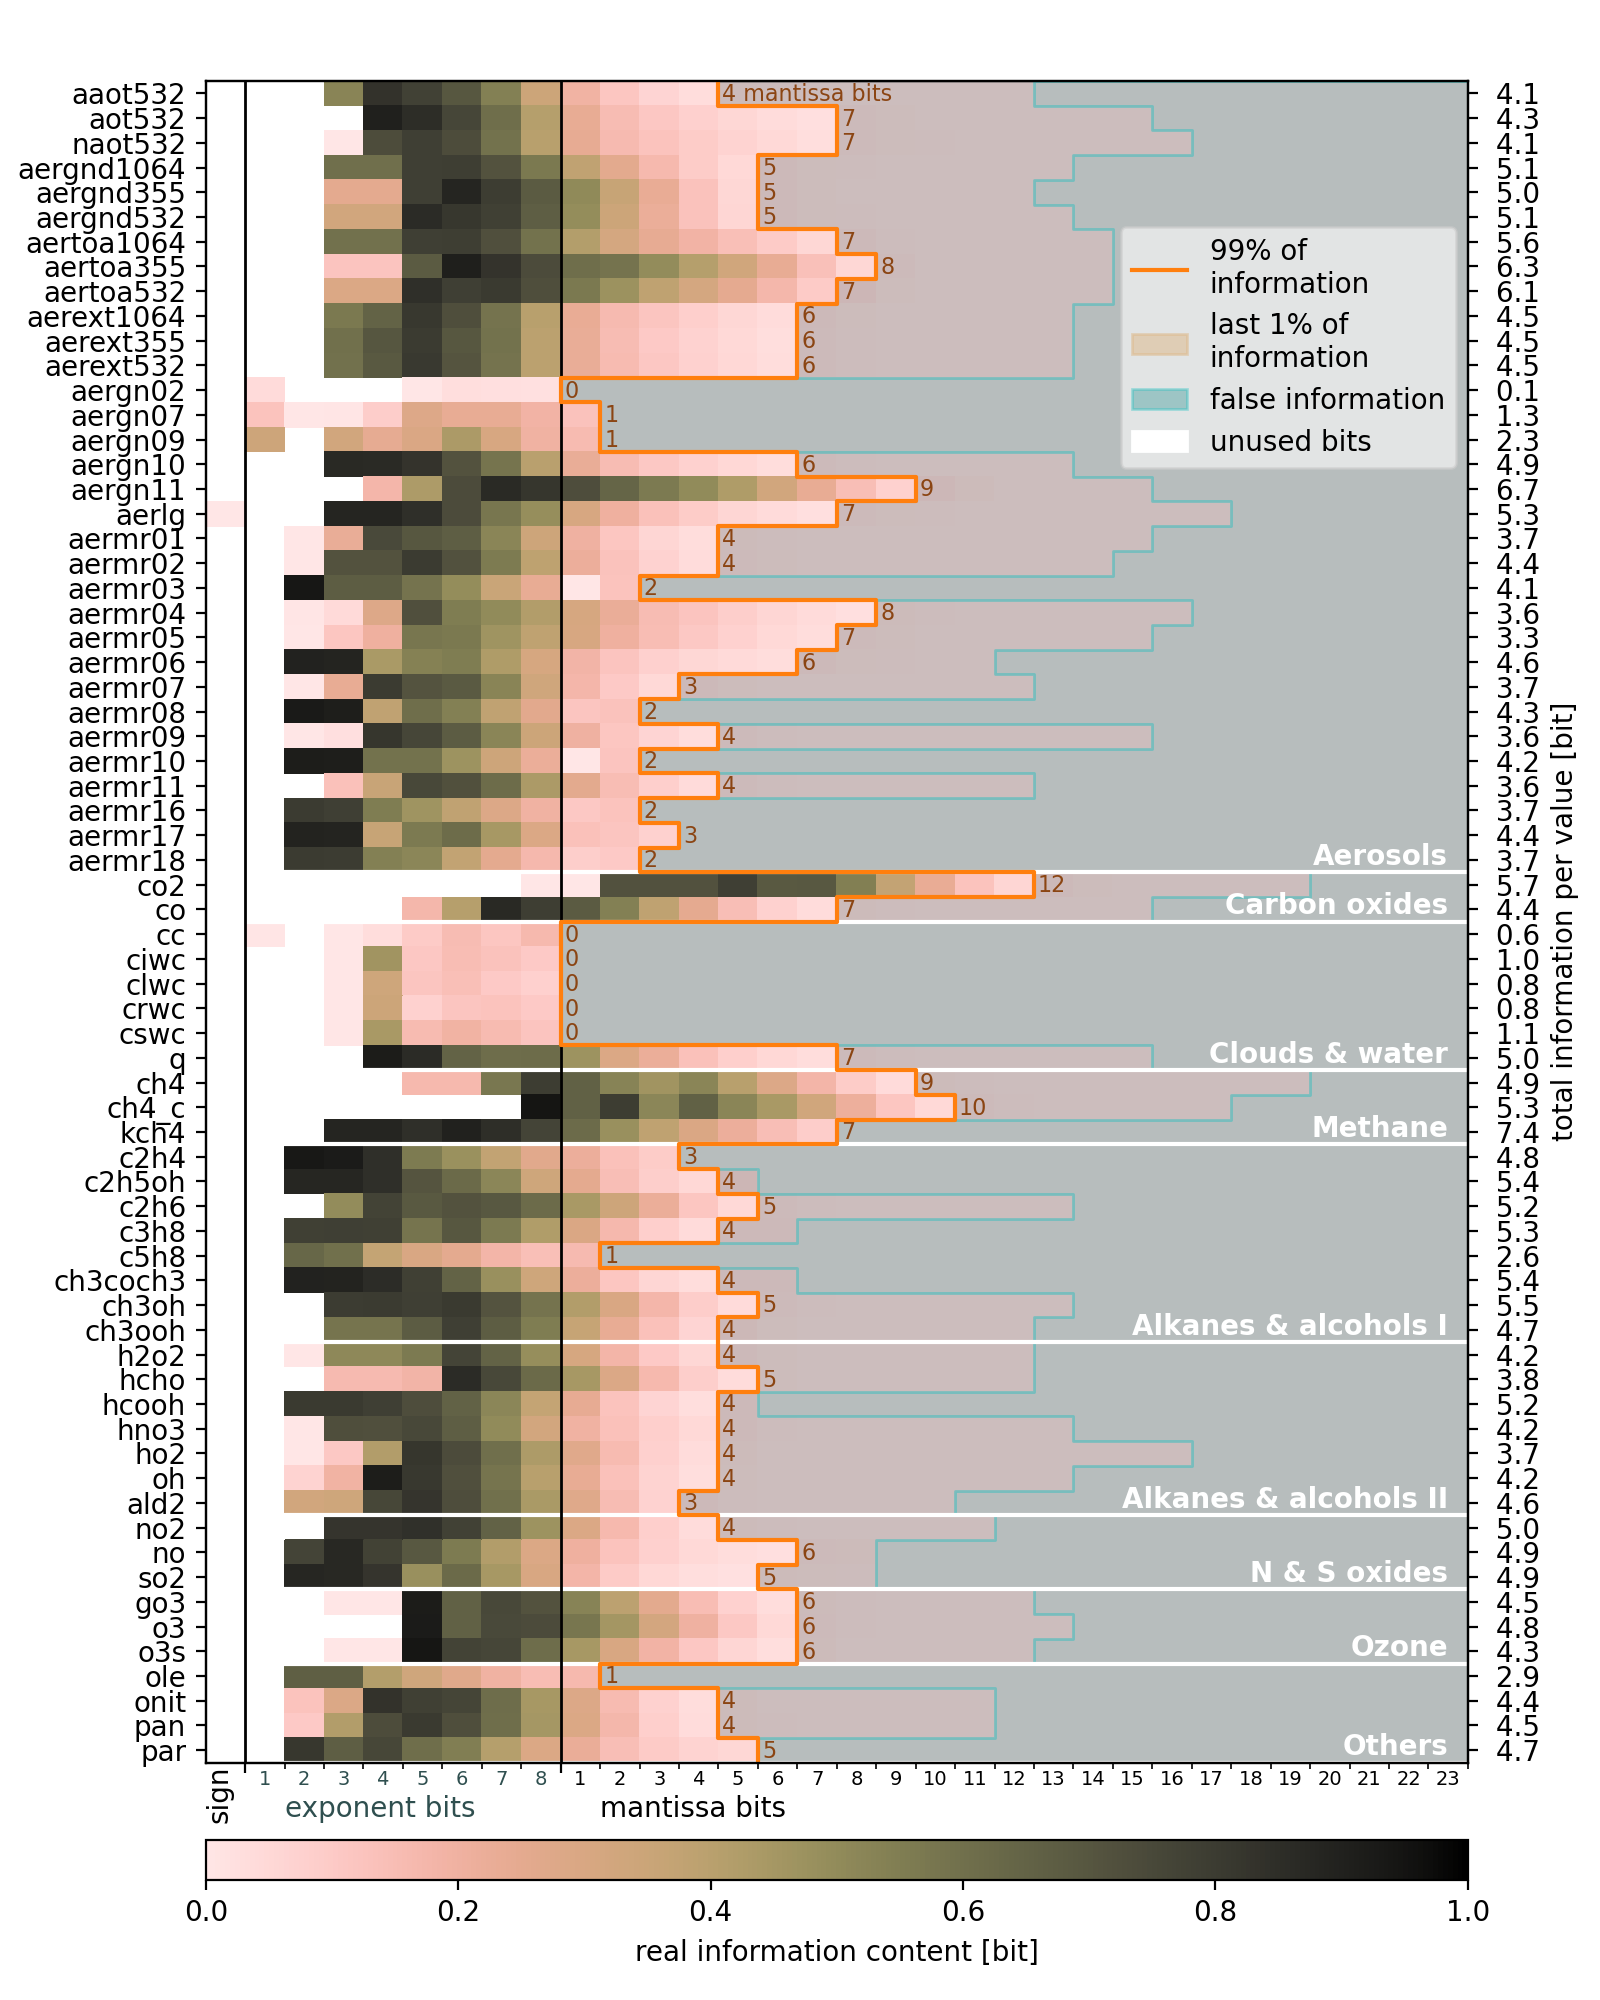 aaot532 4 mantissa bits 4.1
aot532 7 4.3
naot532 7 4.1
aergnd1064 5 5.1
aergnd355 5 5.0
aergnd532 5 5.1
aertoa1064 7 5.6
aertoa355 8 6.3
aertoa532 7 6.1
aerext1064 6 4.5
aerext355 6 4.5
aerext532 6 4.5
aergn02 0 0.1
aergn07 1 1.3
aergn09 1 2.3
aergn10 6 4.9
aergn11 9 6.7
aerlg 7 5.3
aermr01 4 3.7
aermr02 4 4.4
aermr03 2 4.1
aermr04 8 3.6
aermr05 7 3.3
aermr06 6 4.6
aermr07 3 3.7
aermr08 2 4.3
aermr09 4 3.6
aermr10 2 4.2
aermr11 4 3.6
aermr16 2 3.7
aermr17 3 4.4
aermr18 2 Aerosols 3.7
co2 12 5.7
co 7 Carbon oxides 4.4
cc 0 0.6
ciwc 0 1.0
clwc 0 0.8
crwc 0 0.8
cswc 0 1.1
q 7 Clouds & water 5.0
ch4 9 4.9
ch4_c 10 5.3
kch4 7 Methane 7.4
c2h4 3 4.8
c2h5oh 4 5.4
c2h6 5 5.2
c3h8 4 5.3
c5h8 1 2.6
ch3coch3 4 5.4
ch3oh 5 5.5
ch3ooh 4 Alkanes & alcohols I 4.7
h2o2 4 4.2
hcho 5 3.8
hcooh 4 5.2
hno3 4 4.2
ho2 4 3.7
oh 4 4.2
ald2 3 Alkanes & alcohols II 4.6
no2 4 5.0
no 6 4.9
so2 5 N & S oxides 4.9
go3 6 4.5
o3 6 4.8
o3s 6 Ozone 4.3
ole 1 2.9
onit 4 4.4
pan 4 4.5
par 5 Others 4.7
99% of
information
last 1% of
information
false information
unused bits
total information per value [bit]
sign 1 2 3 4 5 6 7 8 1 2 3 4 5 6 7 8 9 10 11 12 13 14 15 16 17 18 19 20 21 22 23
exponent bits mantissa bits
0.0 0.2 0.4 0.6 0.8 1.0
real information content [bit]